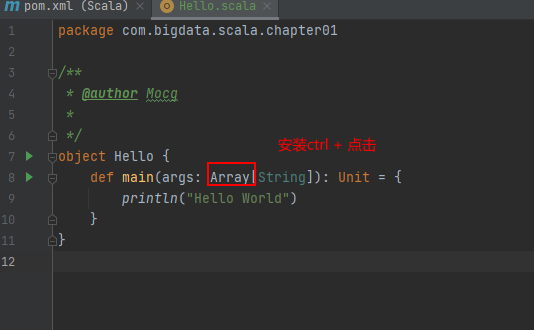 m pom.xml (Scala) ×
O Hello.scala ×
1 package com.bigdata.scala.chapter01
2
3 /**
4 * @author Mocg
5 *
6 */
安装ctrl + 点击
7 object Hello {
8 def main(args: Array[String]): Unit = {
9 println("Hello World")
10 }
11 }
12